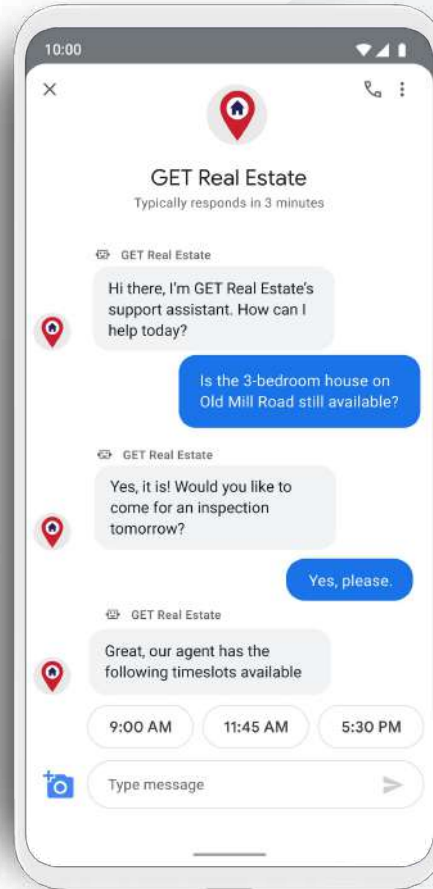 10:00
GET Real Estate
Typically responds in 3 minutes
GET Real Estate
Hi there, I'm GET Real Estate's
support assistant. How can I
help today?
Is the 3-bedroom house on
Old Mill Road still available?
GET Real Estate
Yes, it is! Would you like to
come for an inspection
tomorrow?
Yes, please.
GET Real Estate
Great, our agent has the
following timeslots available
9:00 AM 11:45 AM 5:30 PM
Type message